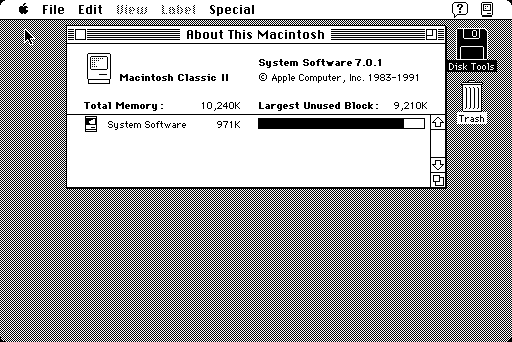 File Edit View Label Special
About This Macintosh
System Software 7.0.1
Macintosh Classic II
© Apple Computer, Inc. 1983-1991
Total Memory: 10,240K Largest Unused Block: 9,210K
System Software 971K
Disk Tools
Trash